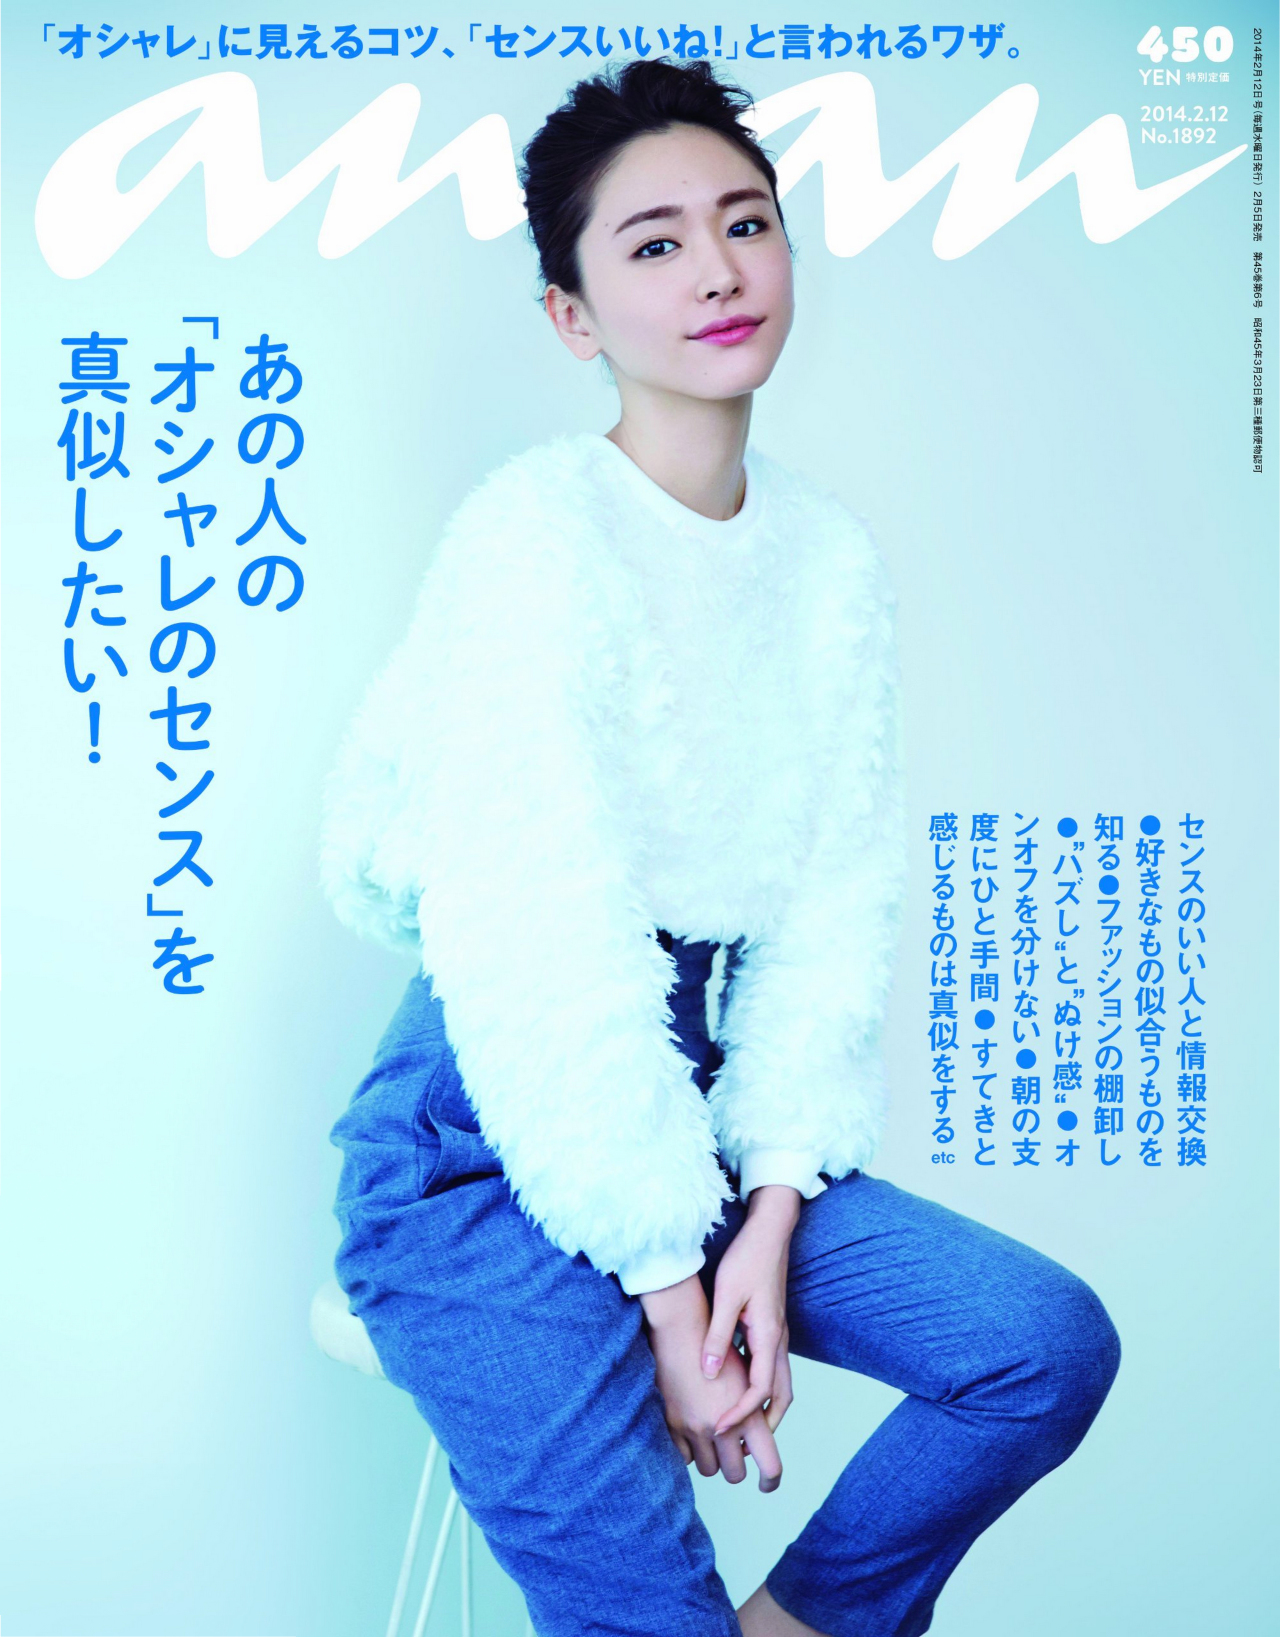 「オシャレ」に見えるコツ、「センスいいね!」と言われるワザ。
anan
450
YEN 特別定価
2014.2.12
No.1892
2014年2月12日号(毎週水曜日発行) 2月5日発売 第45巻第6号 昭和45年3月23日第三種郵便物認可
あの人の
「オシャレのセンス」を
真似したい!
センスのいい人と情報交換
●好きなもの似合うものを
知る●ファッションの棚卸し
●”ハズし“と”ぬけ感“●オ
ンオフを分けない●朝の支
度にひと手間●すてきと
感じるものは真似をする etc